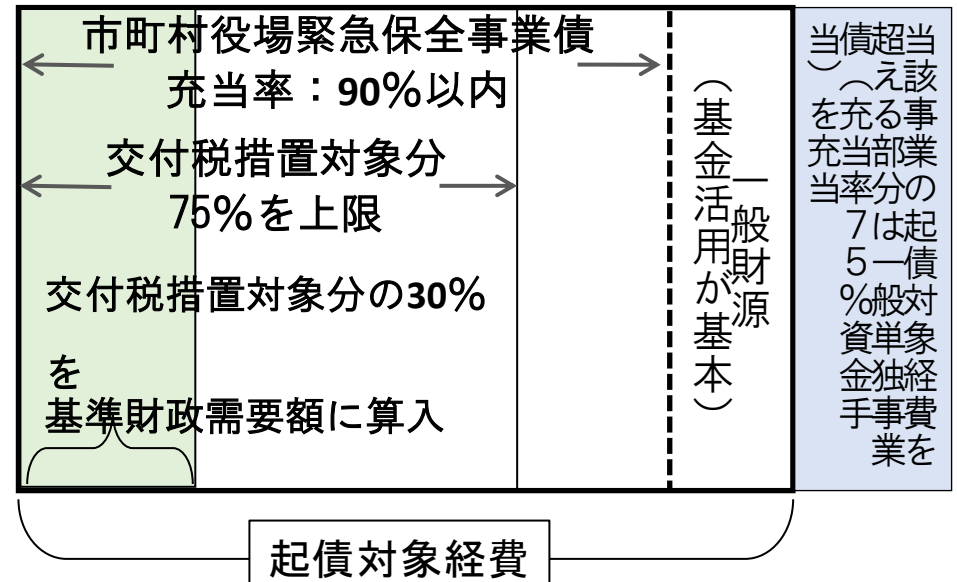 市町村役場緊急保全事業債
充当率：90％以内
交付税措置対象分
75％を上限
交付税措置対象分の30％
を
基準財政需要額に算入
一般財源
（基金活用が基本）
当該事業の起債対象経費を
超える部分は一般単独事業
債（充当率７５％資金手
当）を充当
起債対象経費